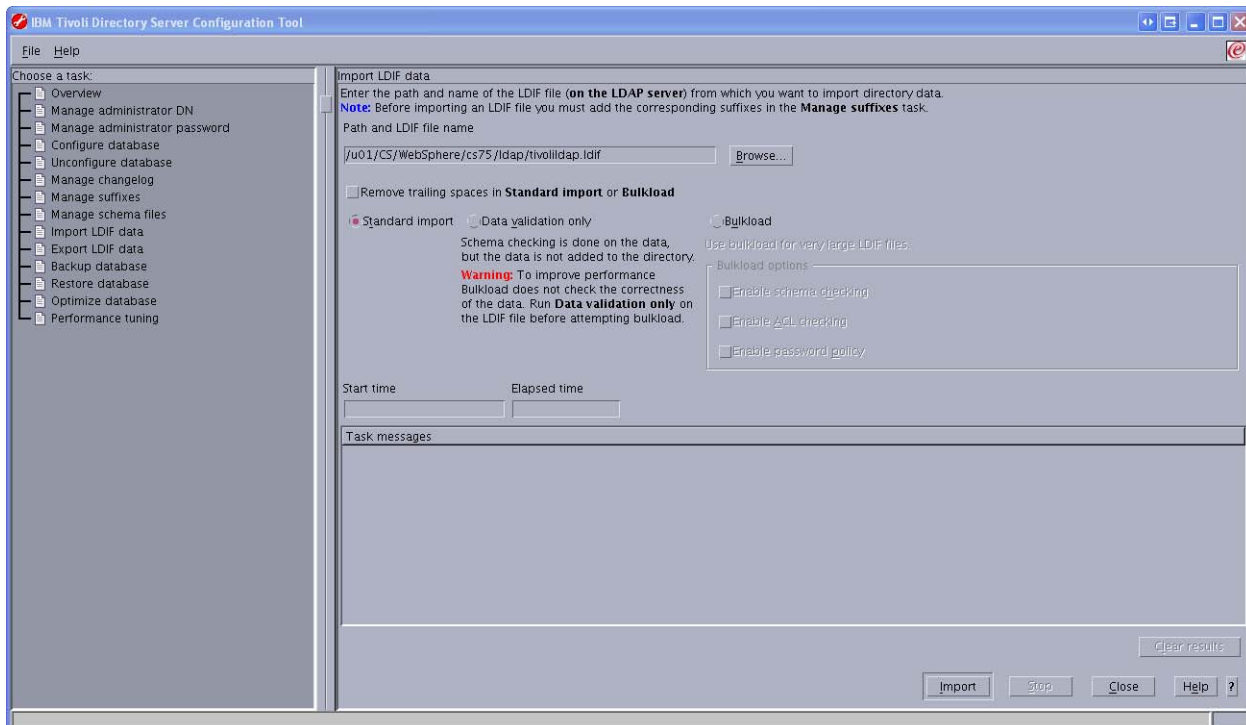 IBM Tivoli Directory Server Configuration Tool
File Help
Choose a task:
Overview
Manage administrator DN
Manage administrator password
Configure database
Unconfigure database
Manage changelog
Manage suffixes
Manage schema files
Import LDIF data
Export LDIF data
Backup database
Restore database
Optimize database
Performance tuning
Import LDIF data
Enter the path and name of the LDIF file (on the LDAP server) from which you want to import directory data.
Note: Before importing an LDIF file you must add the corresponding suffixes in the Manage suffixes task.
Path and LDIF file name
/u01/CS/WebSphere/cs75/ldap/tivolildap.ldif
Browse...
Remove trailing spaces in Standard import or Bulkload
Standard import Data validation only Bulkload
Schema checking is done on the data,
but the data is not added to the directory.
Warning: To improve performance
Bulkload does not check the correctness
of the data. Run Data validation only on
the LDIF file before attempting bulkload.
Use bulkload for very large LDIF files.
Bulkload options
Enable schema checking
Enable ACL checking
Enable password policy
Start time Elapsed time
Task messages
Clear results
Import Stop Close Help ?